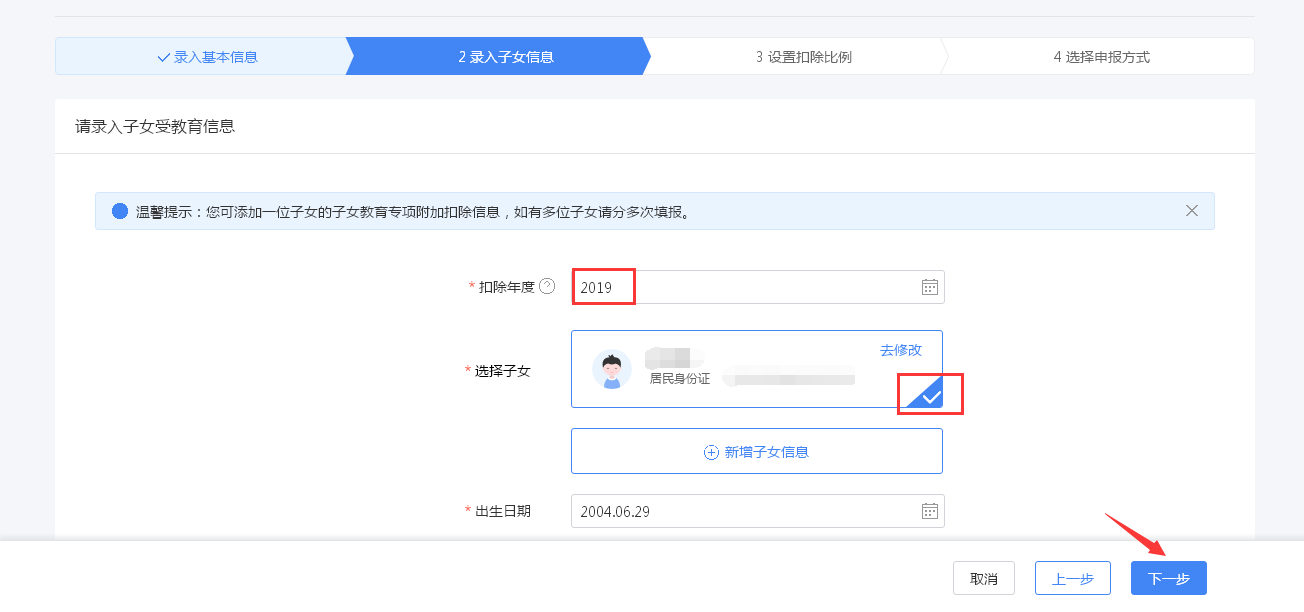 录入基本信息
2 录入子女信息
3 设置扣除比例
4 选择申报方式
请录入子女受教育信息
温馨提示：您可添加一位子女的子女教育专项附加扣除信息，如有多位子女请分多次填报。
* 扣除年度 ? 2019
* 选择子女
去修改
居民身份证
新增子女信息
* 出生日期 2004.06.29
取消
上一步
下一步